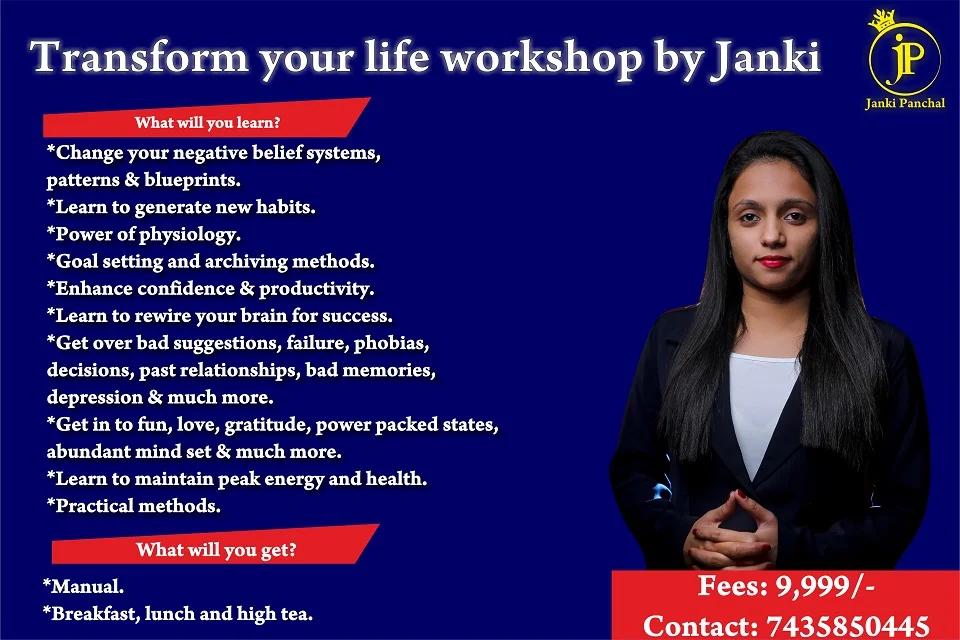 Transform your life workshop by Janki
jP
Janki Panchal
What will you learn?
*Change your negative belief systems,
patterns & blueprints.
*Learn to generate new habits.
*Power of physiology.
*Goal setting and archiving methods.
*Enhance confidence & productivity.
*Learn to rewire your brain for success.
*Get over bad suggestions, failure, phobias,
decisions, past relationships, bad memories,
depression & much more.
*Get in to fun, love, gratitude, power packed states,
abundant mind set & much more.
*Learn to maintain peak energy and health.
*Practical methods.
What will you get?
*Manual.
*Breakfast, lunch and high tea.
Fees: 9,999/-
Contact: 7435850445